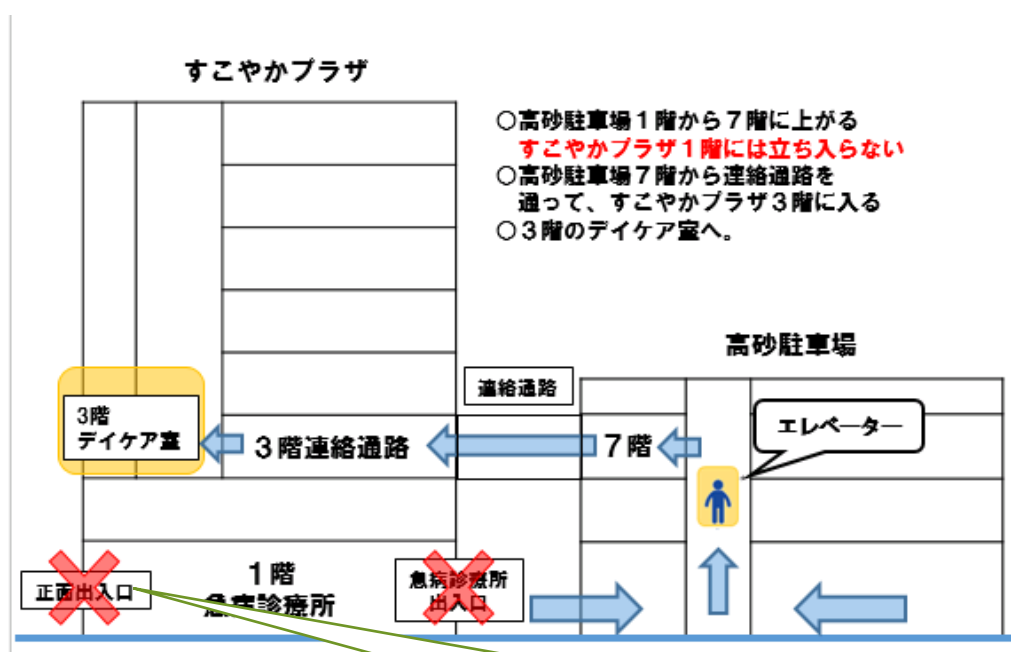 すこやかプラザ
○高砂駐車場1階から7階に上がる
すこやかプラザ1階には立ち入らない
○高砂駐車場7階から連絡通路を
通って、すこやかプラザ3階に入る
○3階のデイケア室へ。
高砂駐車場
連絡通路
エレベーター
3階
デイケア室
3階連絡通路
7階
正面出入口
1階
急病診療所
急病診療所
出入口